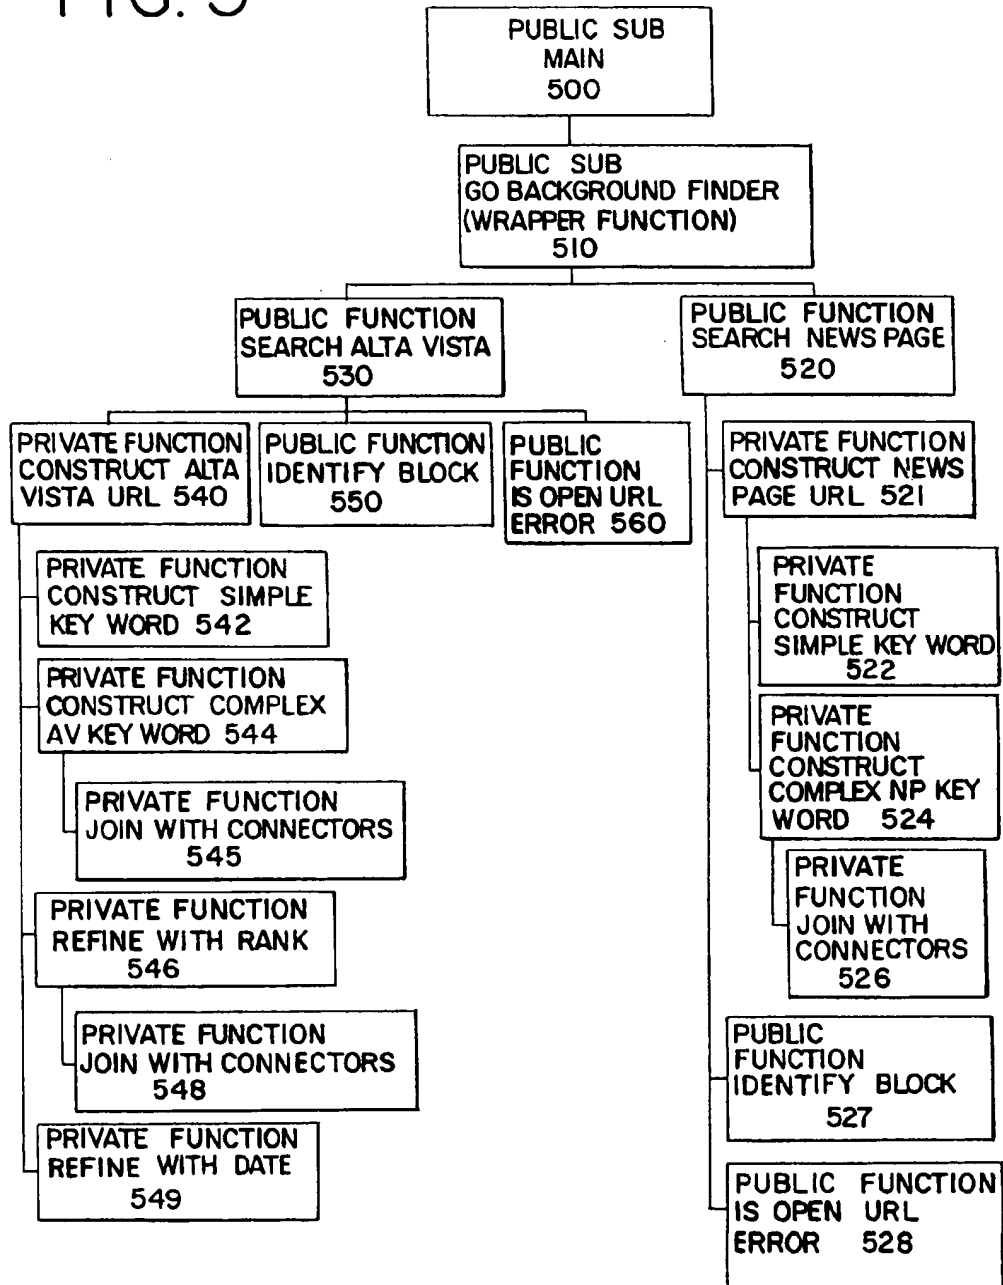 FIG. 5
PUBLIC SUB
MAIN
500
PUBLIC SUB
GO BACKGROUND FINDER
(WRAPPER FUNCTION)
510
PUBLIC FUNCTION
SEARCH ALTA VISTA
530
PUBLIC FUNCTION
SEARCH NEWS PAGE
520
PRIVATE FUNCTION
CONSTRUCT ALTA
VISTA URL 540
PUBLIC FUNCTION
IDENTIFY BLOCK
550
PUBLIC
FUNCTION
IS OPEN URL
ERROR 560
PRIVATE FUNCTION
CONSTRUCT NEWS
PAGE URL 521
PRIVATE FUNCTION
CONSTRUCT SIMPLE
KEY WORD 542
PRIVATE FUNCTION
CONSTRUCT COMPLEX
AV KEY WORD 544
PRIVATE FUNCTION
JOIN WITH CONNECTORS
545
PRIVATE FUNCTION
REFINE WITH RANK
546
PRIVATE FUNCTION
JOIN WITH CONNECTORS
548
PRIVATE FUNCTION
REFINE WITH DATE
549
PRIVATE
FUNCTION
CONSTRUCT
SIMPLE KEY WORD
522
PRIVATE
FUNCTION
CONSTRUCT
COMPLEX NP KEY
WORD 524
PRIVATE
FUNCTION
JOIN WITH
CONNECTORS
526
PUBLIC
FUNCTION
IDENTIFY BLOCK
527
PUBLIC FUNCTION
IS OPEN URL
ERROR 528